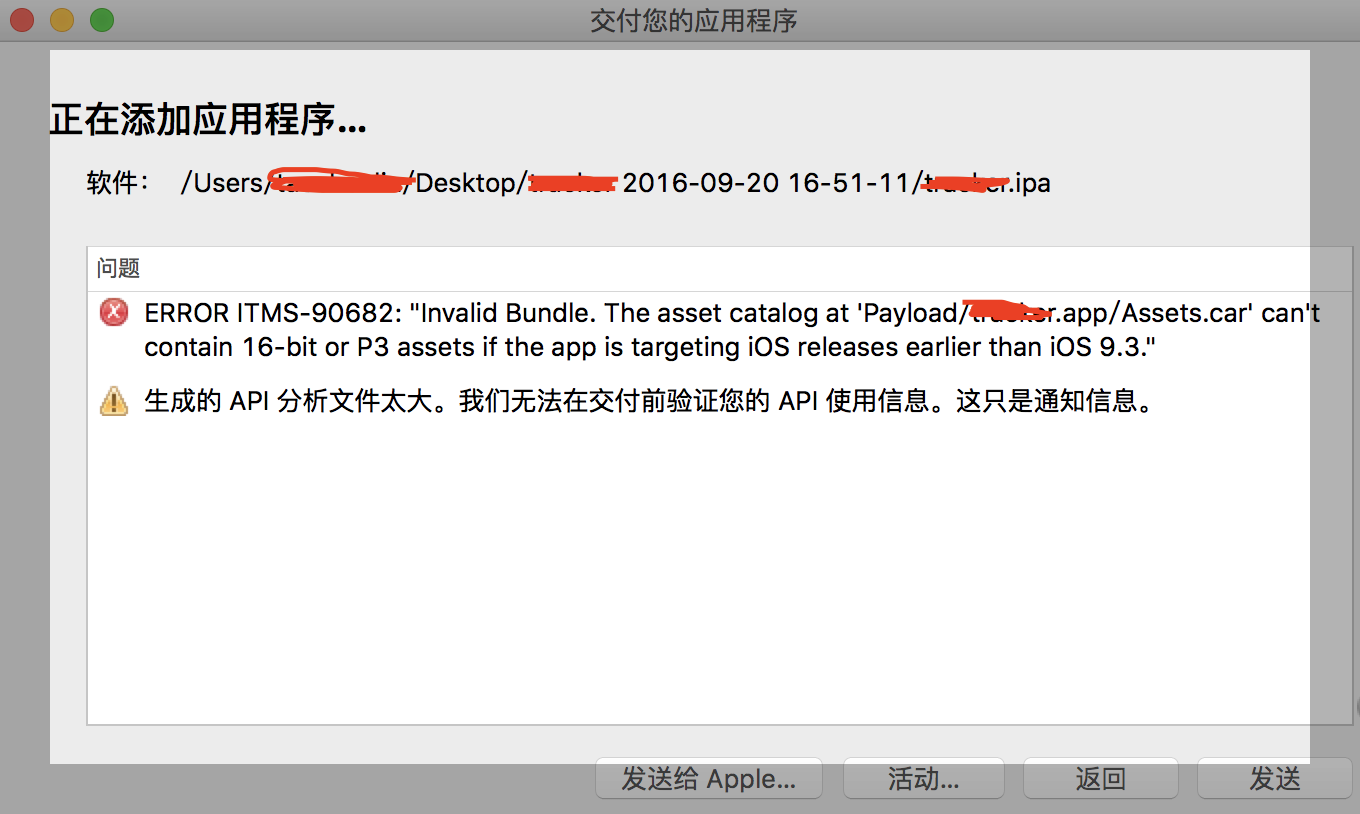 交付您的应用程序
正在添加应用程序...
软件： /Users/ /Desktop/ 2016-09-20 16-51-11/ .ipa
问题
ERROR ITMS-90682: "Invalid Bundle. The asset catalog at 'Payload/ .app/Assets.car' can't
contain 16-bit or P3 assets if the app is targeting iOS releases earlier than iOS 9.3."
生成的 API 分析文件太大。我们无法在交付前验证您的 API 使用信息。这只是通知信息。
发送给 Apple... 活动... 返回 发送